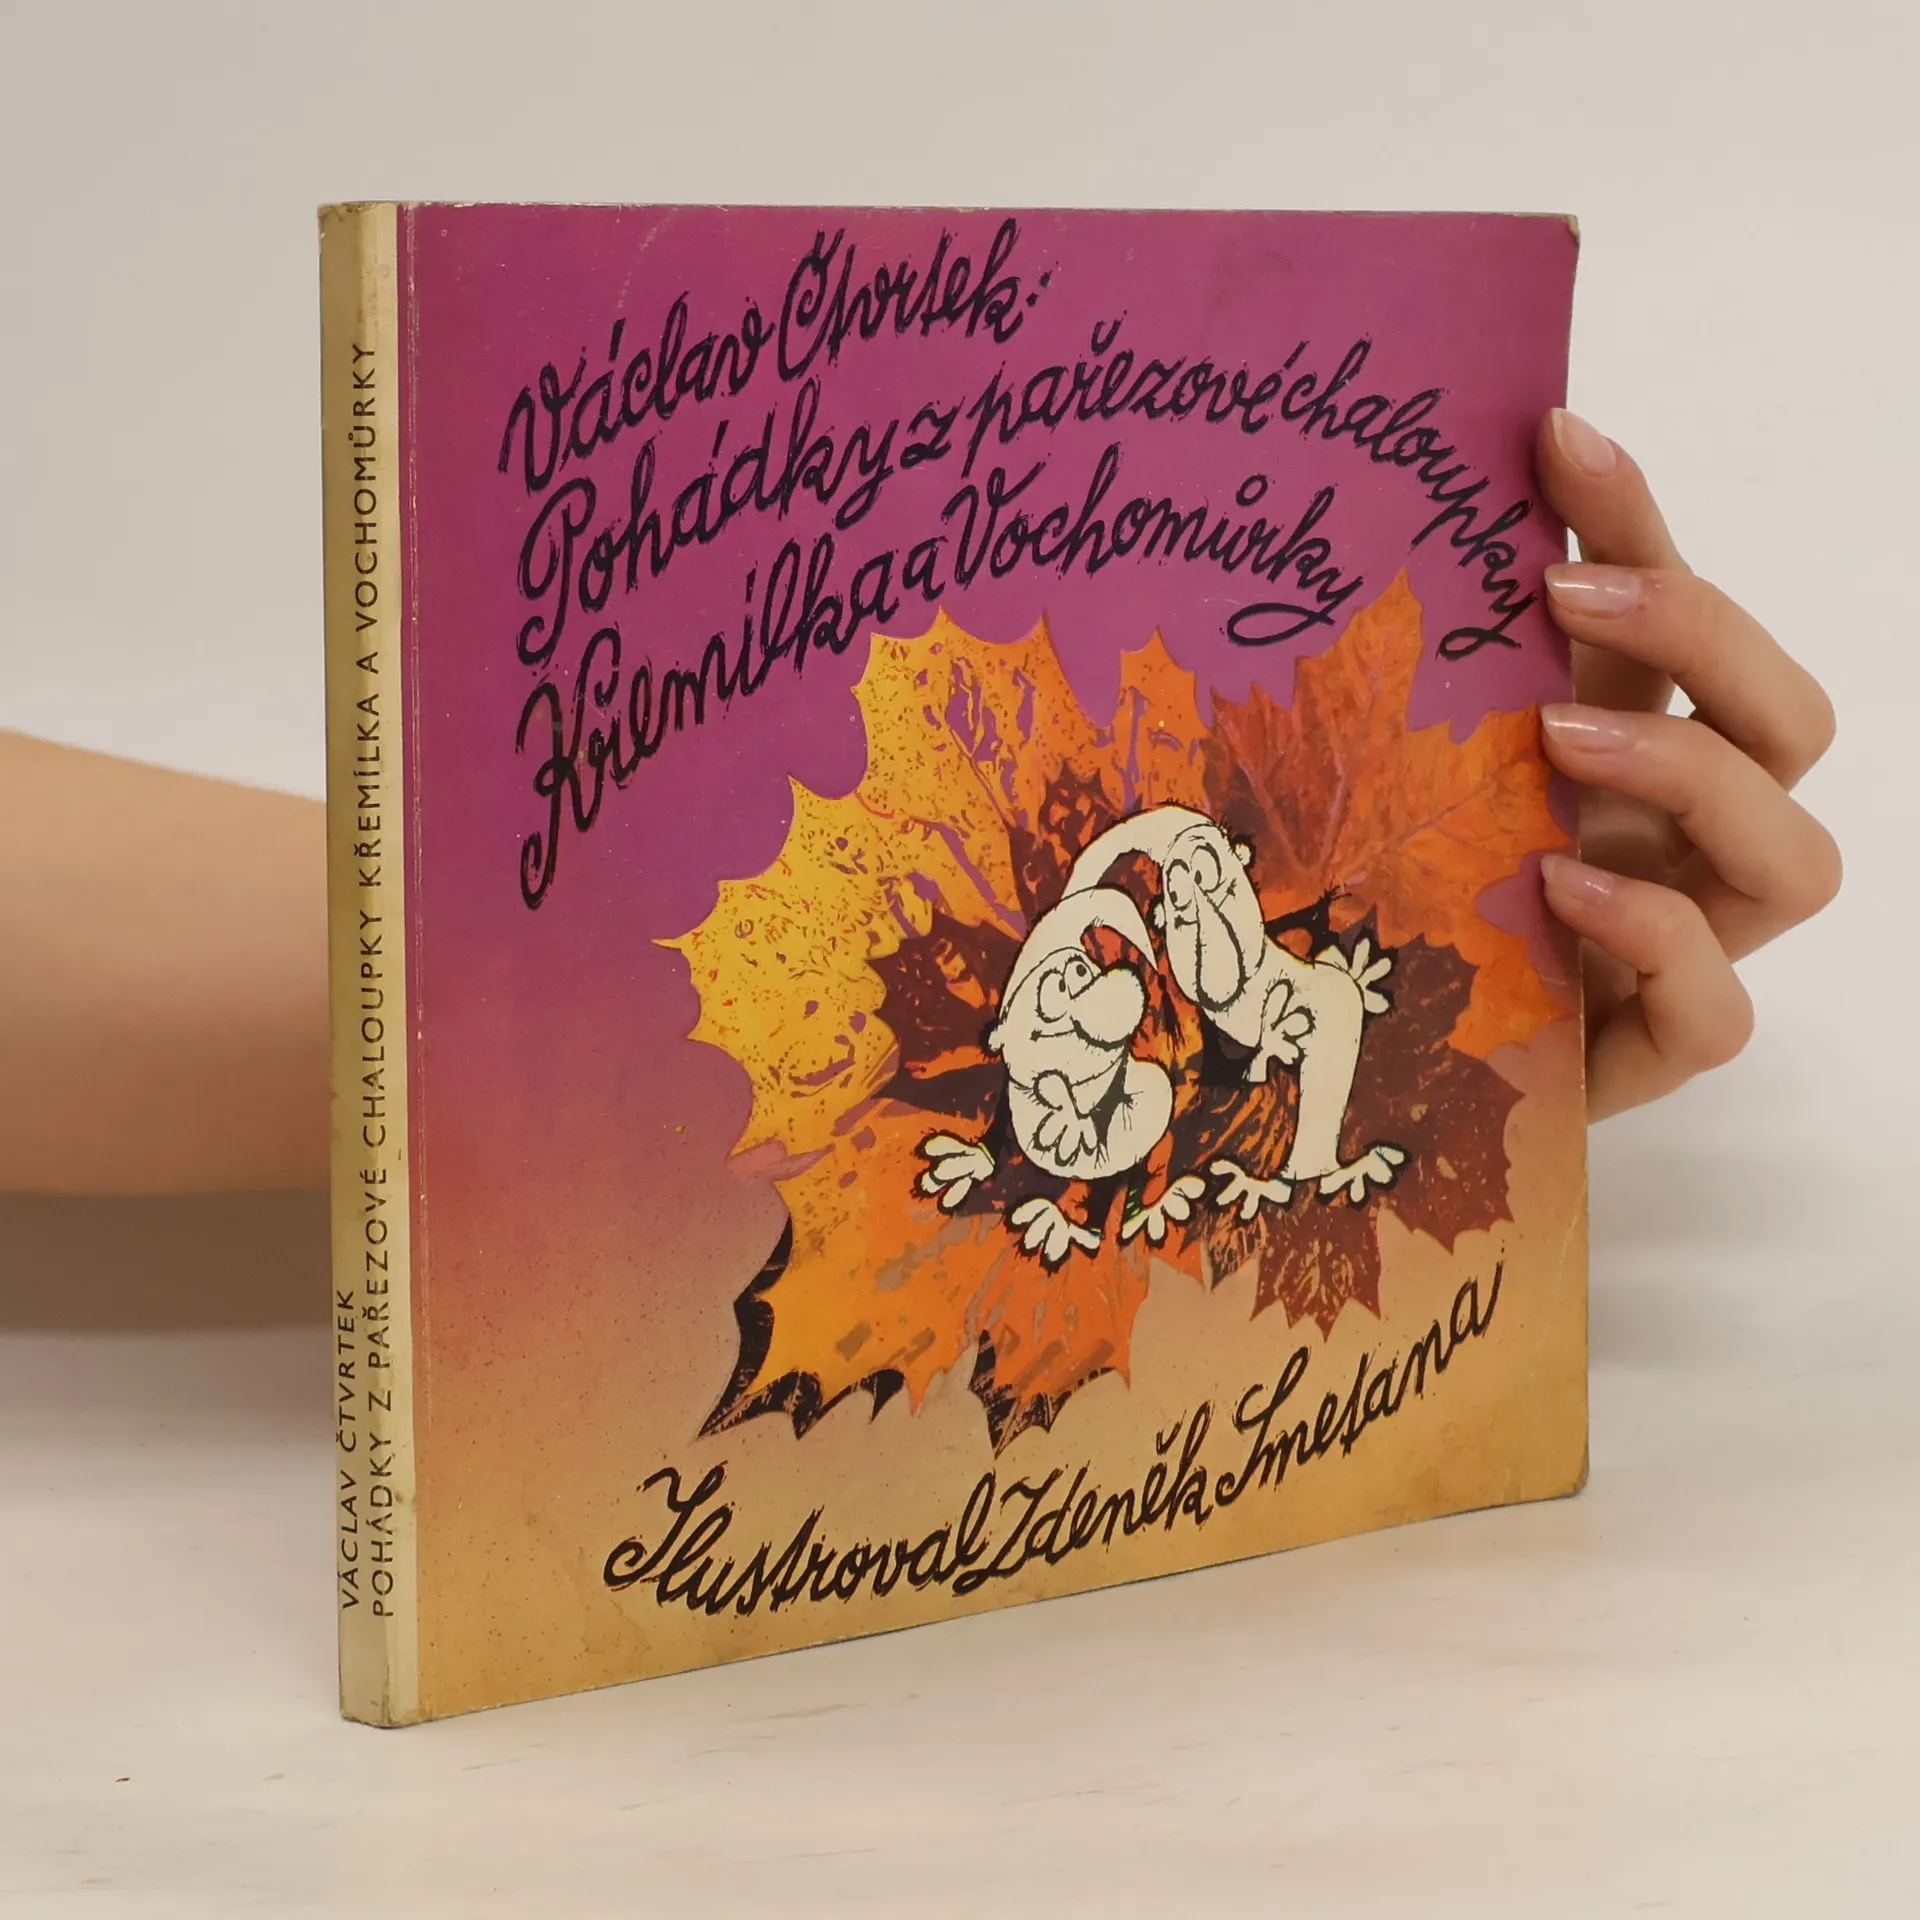 Václav Čtvrtek:
Pohádky z pařezové chaloupky
Křemílka a Vochomůrky
Ilustroval Zdeněk Smetana
VÁCLAV ČTVRTEK
POHÁDKY Z PAŘEZOVÉ CHALOUPKY KŘEMÍLKA A VOCHOMŮRKY